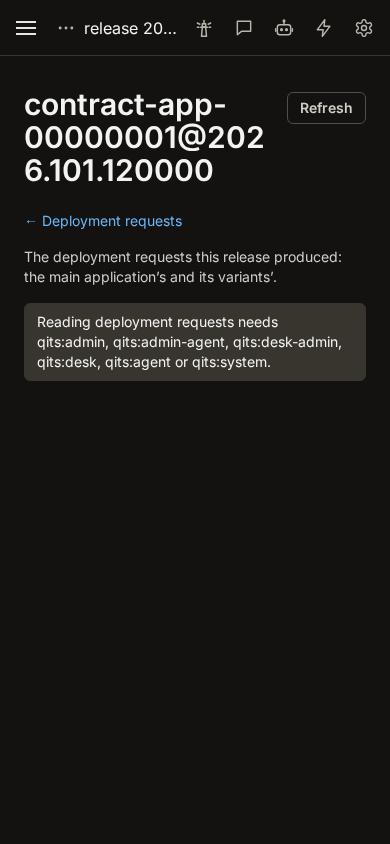 release 20...
contract-app-
00000001@202
6.101.120000
Refresh
← Deployment requests
The deployment requests this release produced:
the main application’s and its variants’.
Reading deployment requests needs
qits:admin, qits:admin-agent, qits:desk-admin,
qits:desk, qits:agent or qits:system.